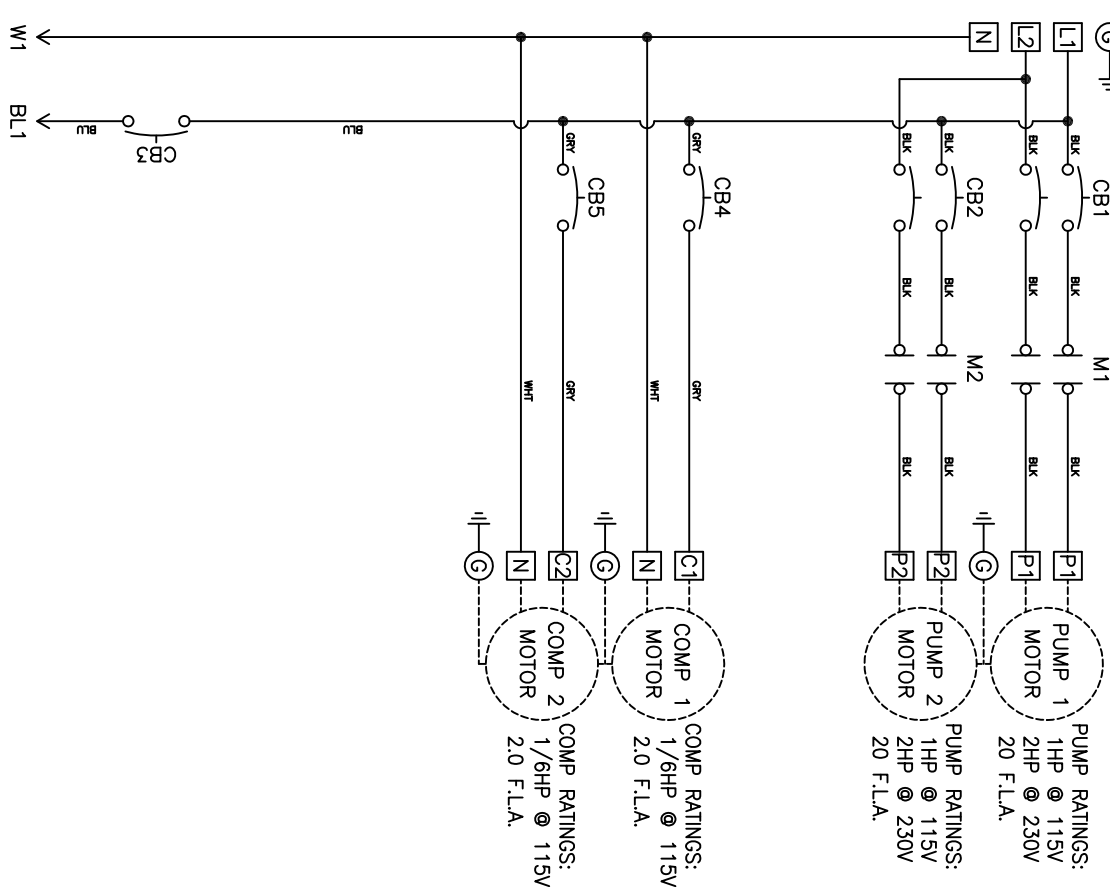 G
L1
L2
N
W1
BL1
BLU
CB3
BLU
BLK
CB1
BLK
M1
BLK
P1
PUMP 1
MOTOR
PUMP RATINGS:
1HP @ 115V
2HP @ 230V
20 F.L.A.
BLK
BLK
BLK
P1
G
BLK
CB2
BLK
M2
BLK
P2
PUMP 2
MOTOR
PUMP RATINGS:
1HP @ 115V
2HP @ 230V
20 F.L.A.
BLK
BLK
BLK
P2
GRY
CB4
GRY
C1
COMP 1
MOTOR
COMP RATINGS:
1/6HP @ 115V
2.0 F.L.A.
WHT
N
G
GRY
CB5
GRY
C2
COMP 2
MOTOR
COMP RATINGS:
1/6HP @ 115V
2.0 F.L.A.
WHT
N
G